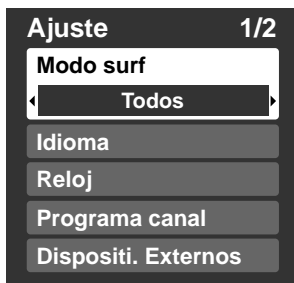 Ajuste 1/2
Modo surf
Todos
Idioma
Reloj
Programa canal
Dispositi. Externos